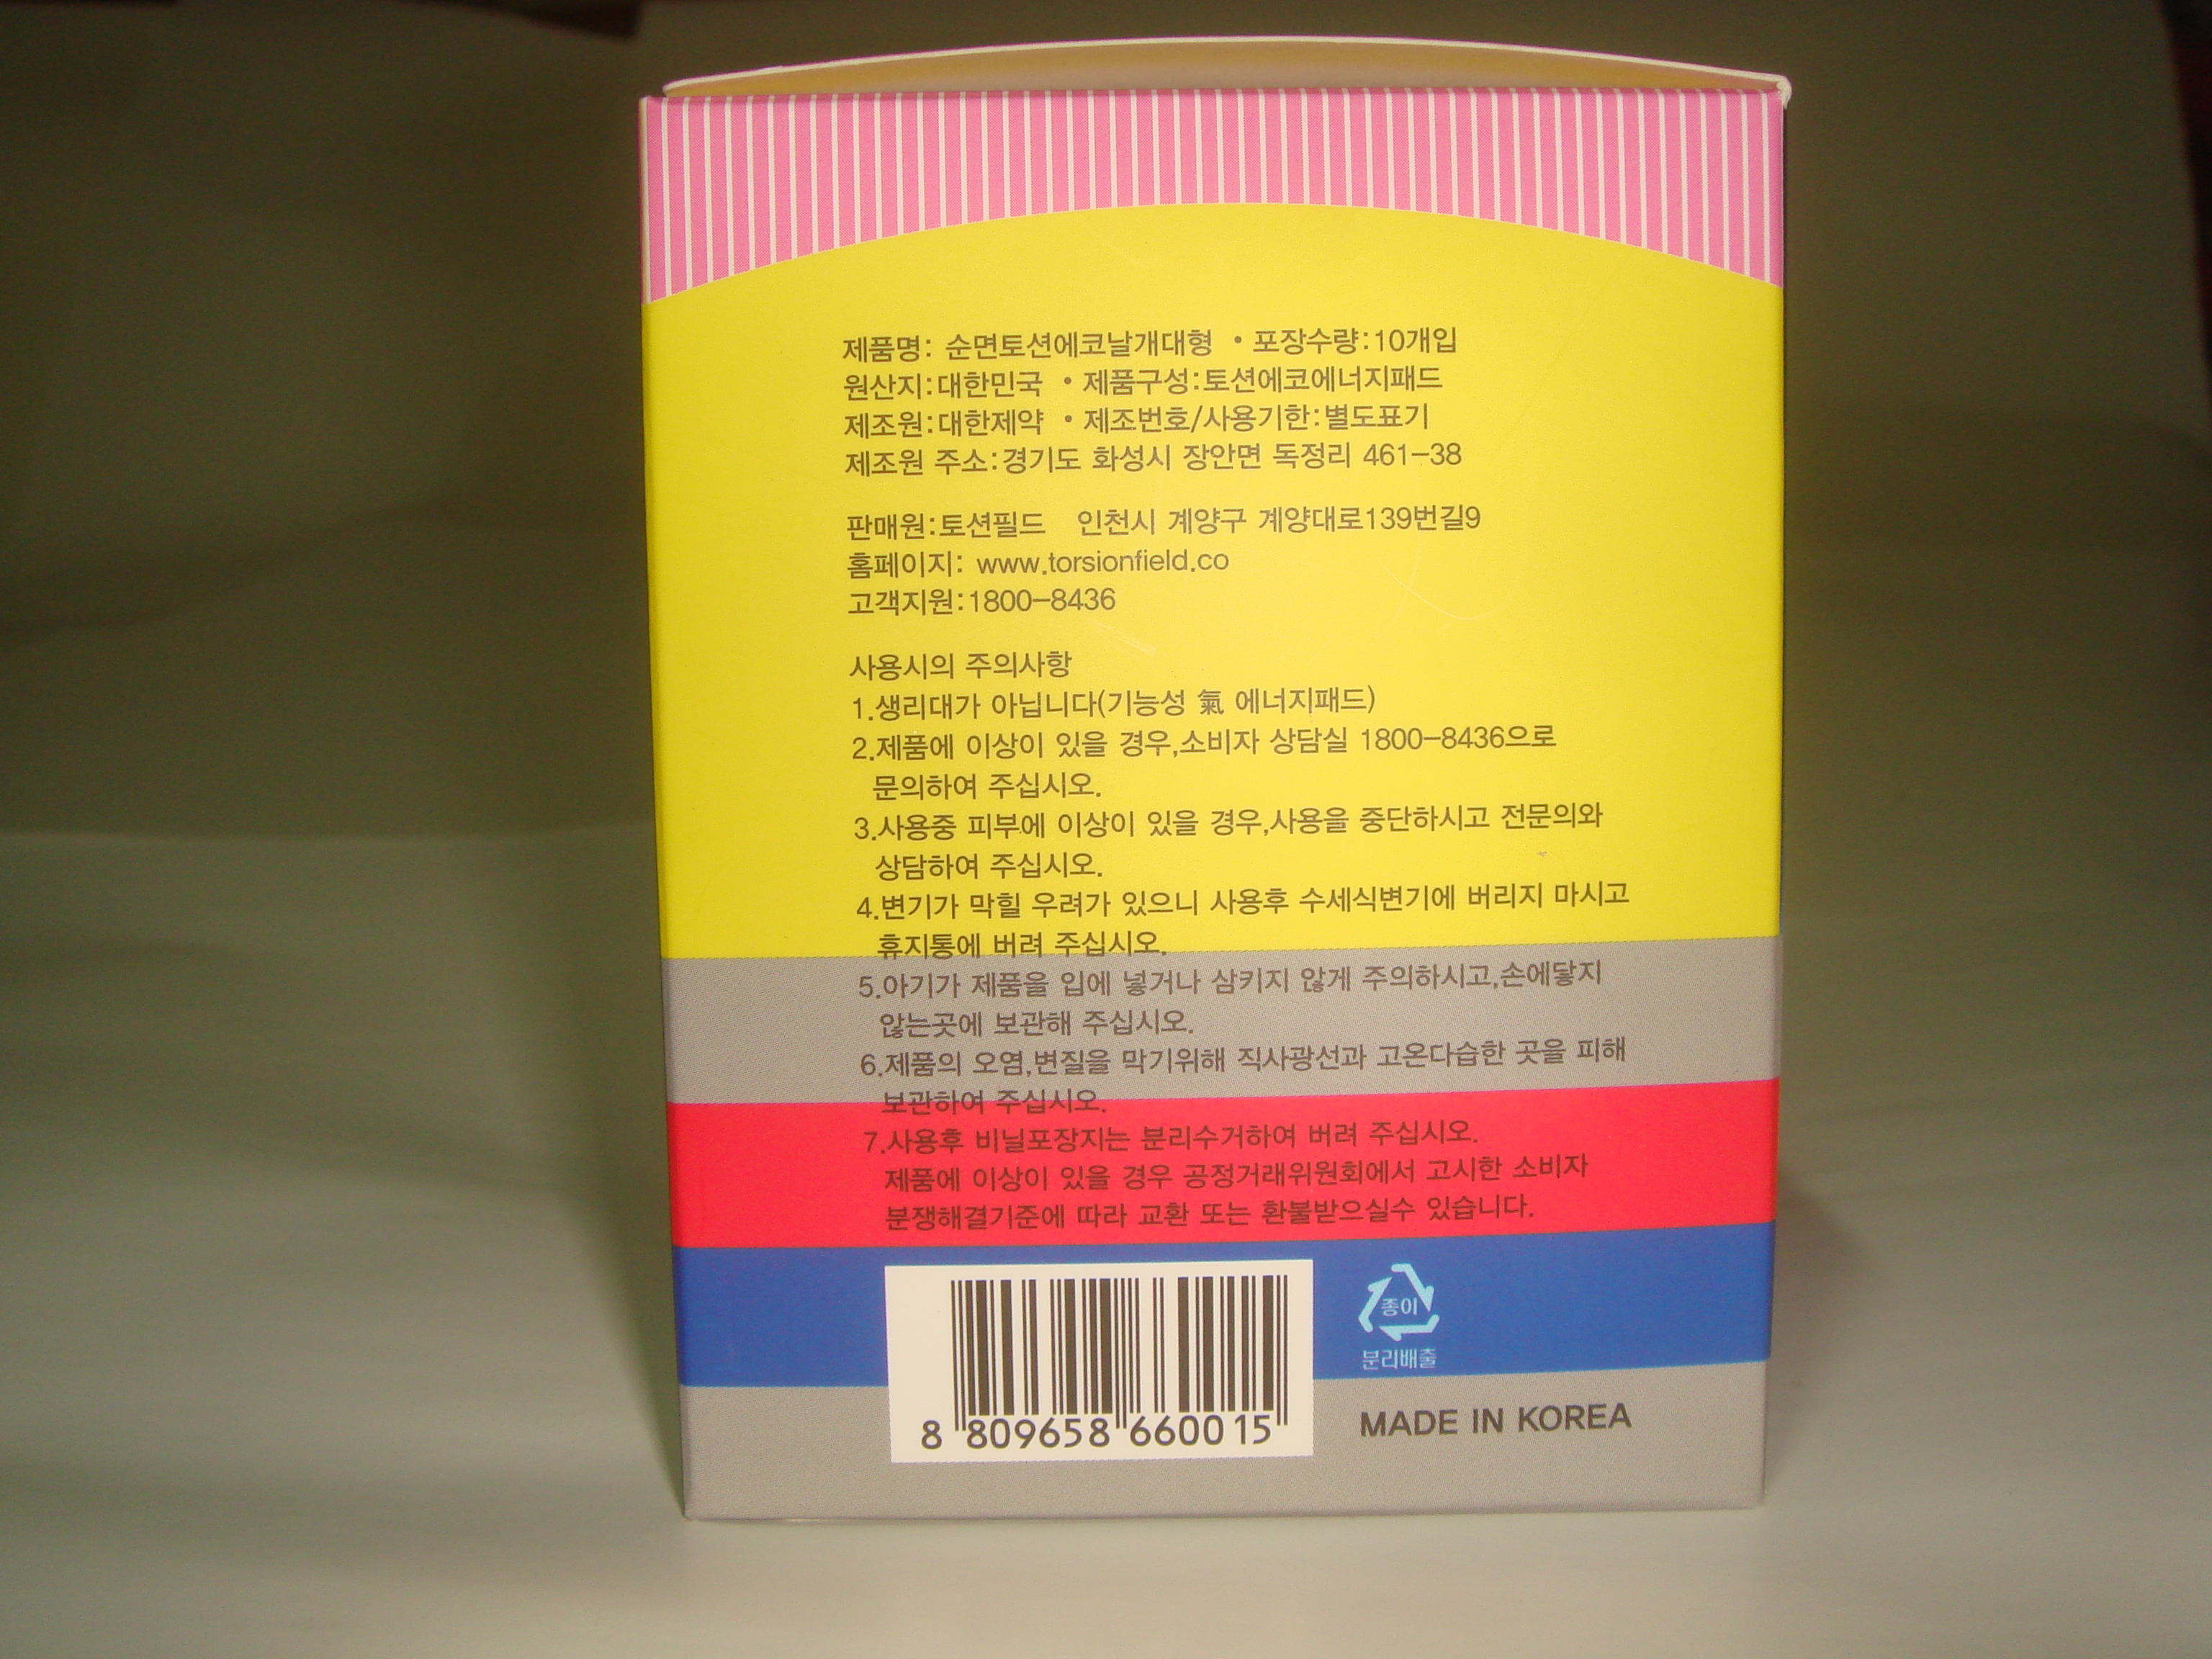 제품명: 순면토션에코날개대형 •포장수량:10개입
원산지:대한민국 •제품구성:토션에코에너지패드
제조원:대한제약 •제조번호/사용기한:별도표기
제조원 주소:경기도 화성시 장안면 독정리 461-38
판매원:토션필드 인천시 계양구 계양대로139번길9
홈페이지: www.torsionfield.co
고객지원:1800-8436
사용시의 주의사항
1.생리대가 아닙니다(기능성 氣 에너지패드)
2.제품에 이상이 있을 경우,소비자 상담실 1800-8436으로
문의하여 주십시오.
3.사용중 피부에 이상이 있을 경우,사용을 중단하시고 전문의와
상담하여 주십시오.
4.변기가 막힐 우려가 있으니 사용후 수세식변기에 버리지 마시고
휴지통에 버려 주십시오.
5.아기가 제품을 입에 넣거나 삼키지 않게 주의하시고,손에닿지
않는곳에 보관해 주십시오.
6.제품의 오염,변질을 막기위해 직사광선과 고온다습한 곳을 피해
보관하여 주십시오.
7.사용후 비닐포장지는 분리수거하여 버려 주십시오.
제품에 이상이 있을 경우 공정거래위원회에서 고시한 소비자
분쟁해결기준에 따라 교환 또는 환불받으실수 있습니다.
종이
분리배출
8 809658 660015
MADE IN KOREA